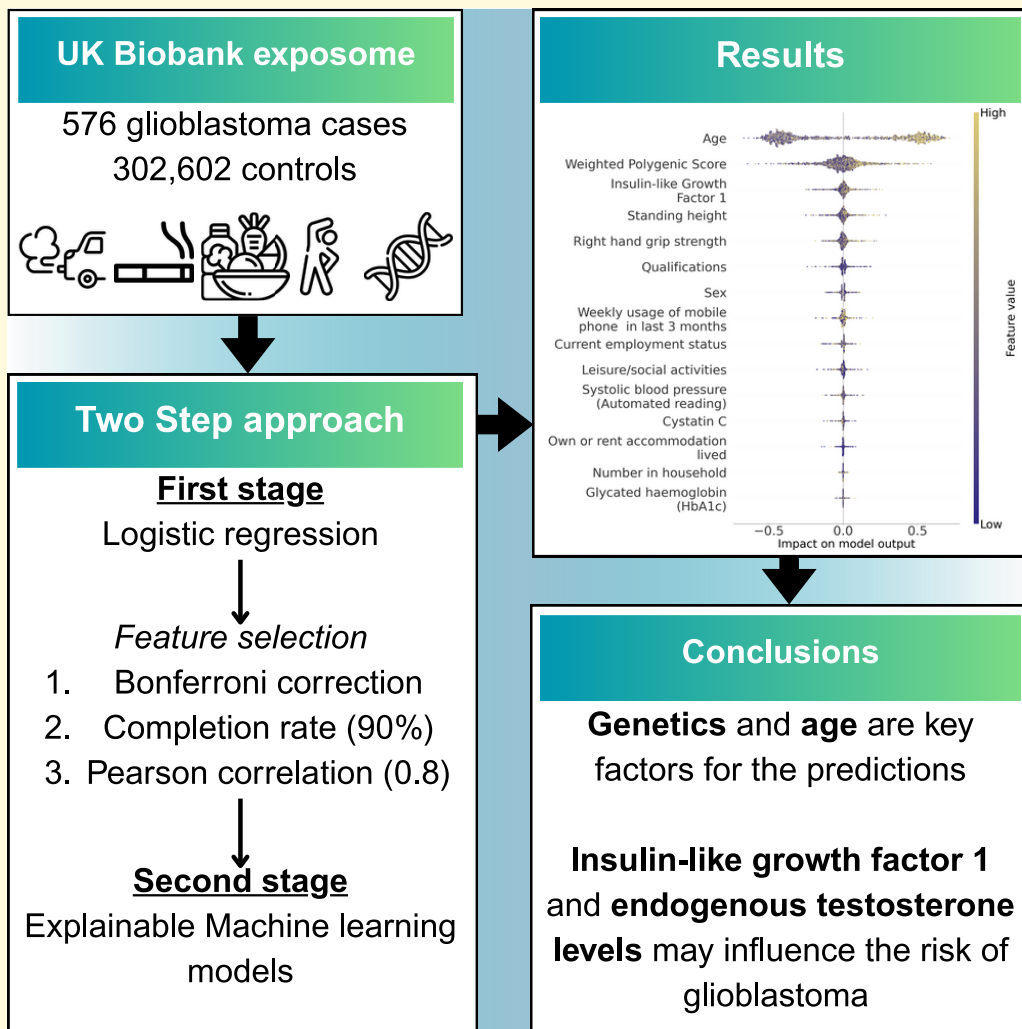 UK Biobank exposome
576 glioblastoma cases
302,602 controls
Two Step approach
First stage
Logistic regression
Feature selection
1. Bonferroni correction
2. Completion rate (90%)
3. Pearson correlation (0.8)
Second stage
Explainable Machine learning
models
Results
High
Age
Weighted Polygenic Score
Insulin-like Growth
Factor 1
Standing height
Right hand grip strength
Qualifications
Sex
Weekly usage of mobile
phone in last 3 months
Current employment status
Leisure/social activities
Systolic blood pressure
(Automated reading)
Cystatin C
Own or rent accommodation
lived
Number in household
Glycated haemoglobin
(HbA1c)
Feature value
Low
−0.5 0.0 0.5
Impact on model output
Conclusions
Genetics and age are key
factors for the predictions
Insulin-like growth factor 1
and endogenous testosterone
levels may influence the risk of
glioblastoma